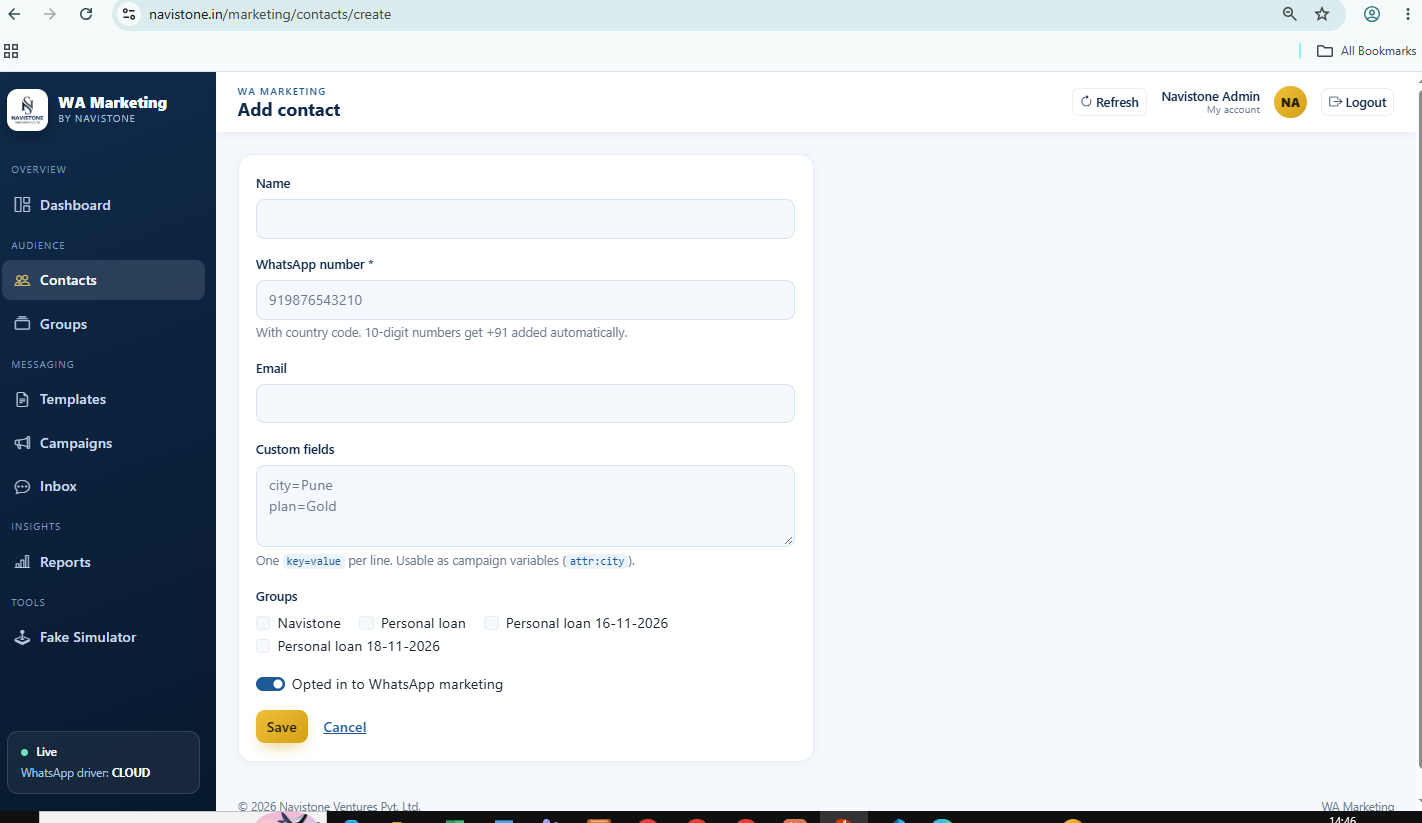 navistone.in/marketing/contacts/create
All Bookmarks
NAVISTONE
WA Marketing
BY NAVISTONE
OVERVIEW
Dashboard
AUDIENCE
Contacts
Groups
MESSAGING
Templates
Campaigns
Inbox
INSIGHTS
Reports
TOOLS
Fake Simulator
Live
WhatsApp driver: CLOUD
WA MARKETING
Add contact
Refresh
Navistone Admin
My account
NA
Logout
Name
WhatsApp number *
919876543210
With country code. 10-digit numbers get +91 added automatically.
Email
Custom fields
city=Pune
plan=Gold
One key=value per line. Usable as campaign variables (attr:city).
Groups
Navistone Personal loan Personal loan 16-11-2026
Personal loan 18-11-2026
Opted in to WhatsApp marketing
Save Cancel
© 2026 Navistone Ventures Pvt. Ltd. WA Marketing
14:46